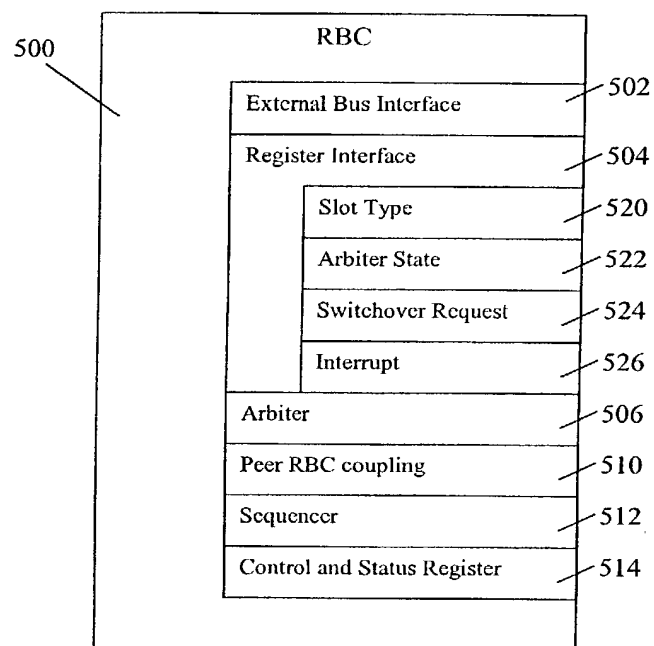 RBC
500
External Bus Interface 502
Register Interface 504
Slot Type 520
Arbiter State 522
Switchover Request 524
Interrupt 526
Arbiter 506
Peer RBC coupling 510
Sequencer 512
Control and Status Register 514